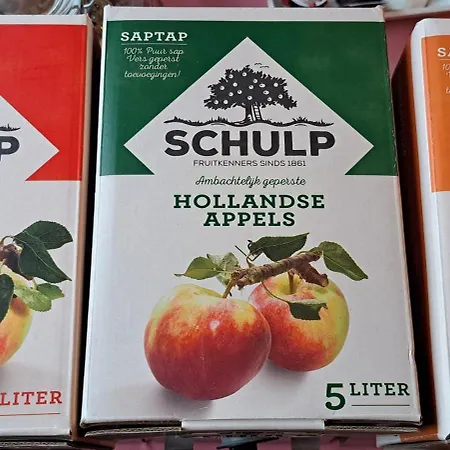 SAPTAP
100% Puur sap
Vers geperst
zonder
toevoegingen!
SCHULP
FRUITKENNERS SINDS 1861
Ambachtelijk geperste
HOLLANDSE
APPELS
5 LITER
P
LITER
SA